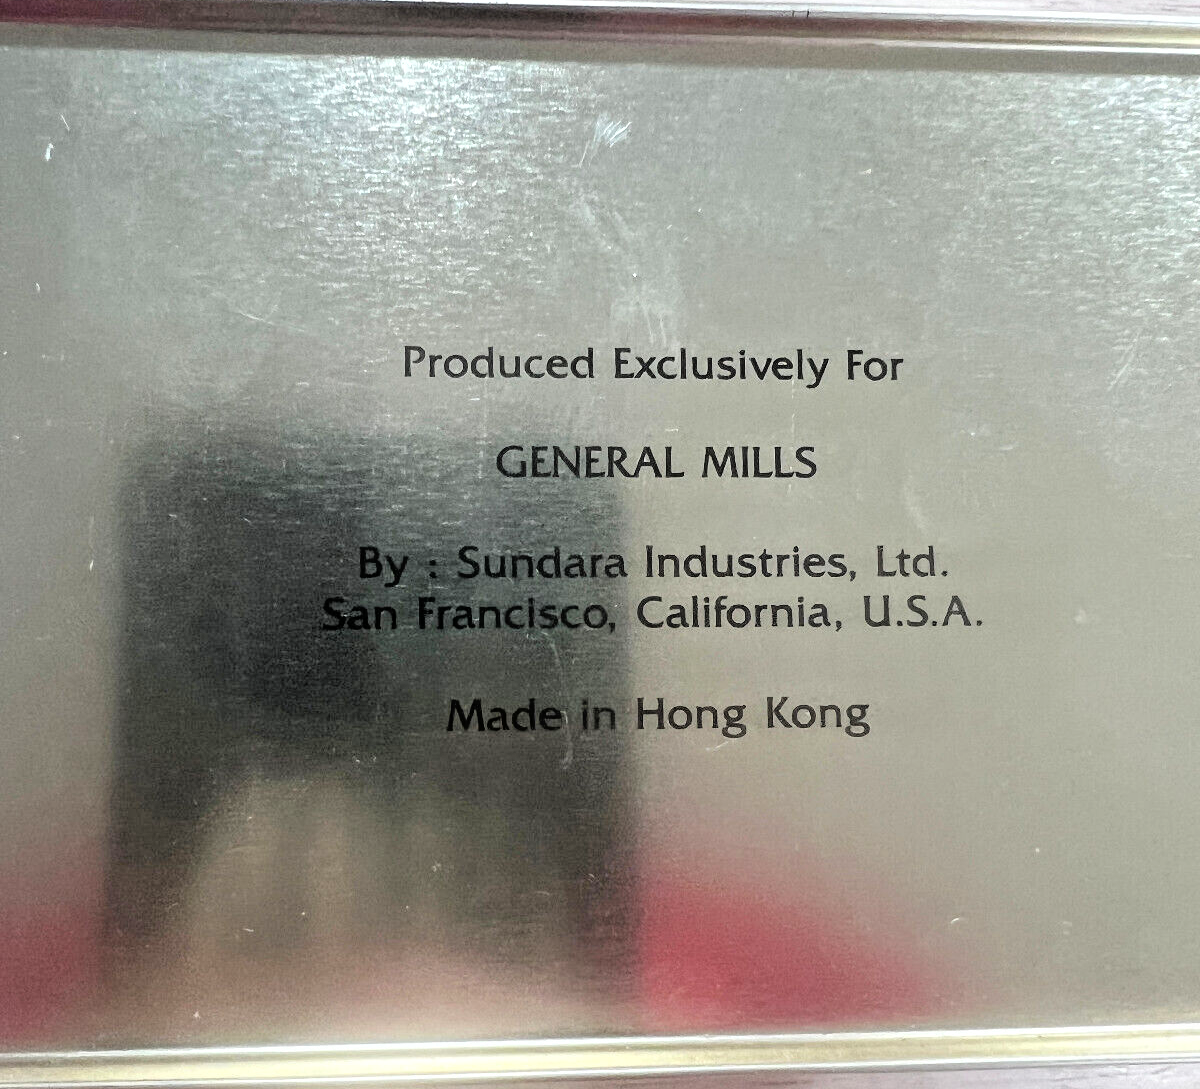 Produced Exclusively For
GENERAL MILLS
By : Sundara Industries, Ltd.
San Francisco, California, U.S.A.
Made in Hong Kong